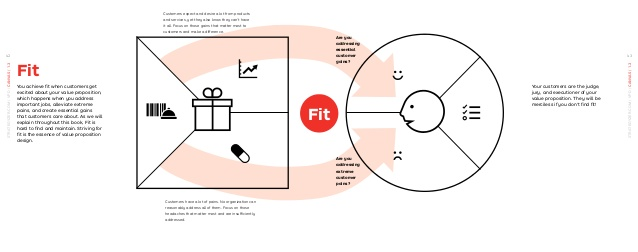 Customers expect and desire a lot from products
and services, yet they also know they can't have
it all. Focus on those gains that matter most to
customers and make a difference.
Fit
You achieve fit when customers get
excited about your value proposition,
which happens when you address
important jobs, alleviate extreme
pains, and create essential gains
that customers care about. As we will
explain throughout this book, Fit is
hard to find and maintain. Striving for
fit is the essence of value proposition
design.
Are you
addressing
essential
customer
gains?
Fit
Are you
addressing
extreme
customer
pains?
Customers have a lot of pains. No organization can
reasonably address all of them. Focus on those
headaches that matter most and are insufficiently
addressed.
Your customers are the judge,
jury, and executioner of your
value proposition. They will be
merciless if you don't find fit!